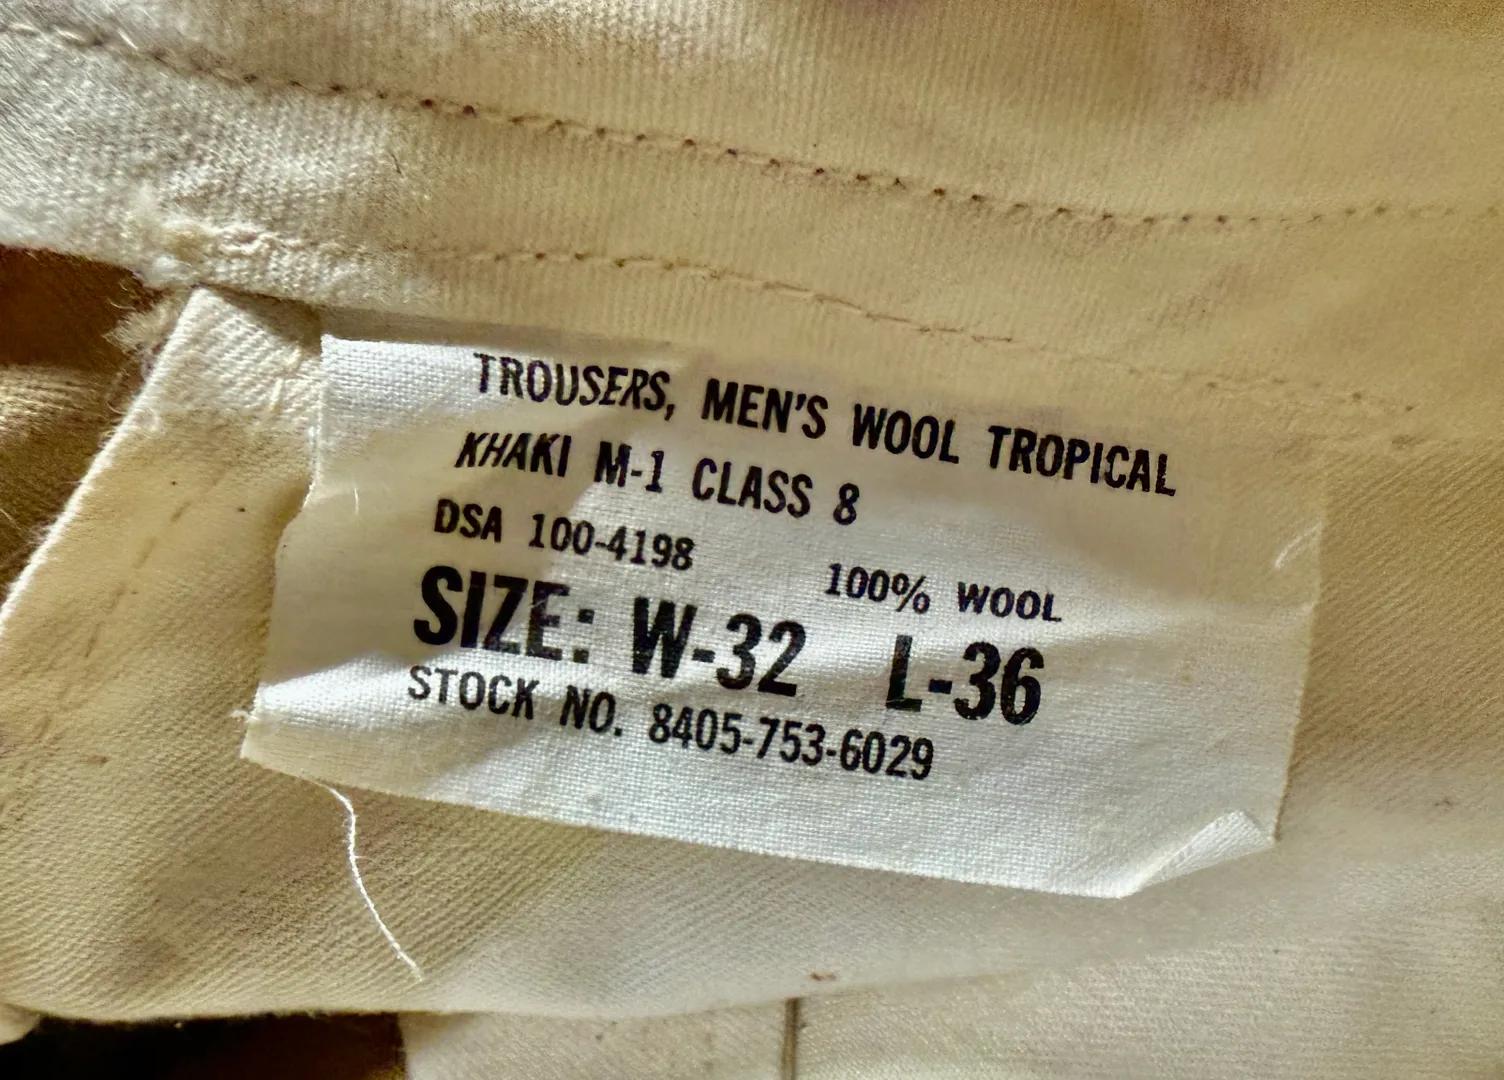 TROUSERS, MEN'S WOOL TROPICAL
KHAKI M-1 CLASS 8
DSA 100-4198 100% WOOL
SIZE: W-32 L-36
STOCK NO. 8405-753-6029